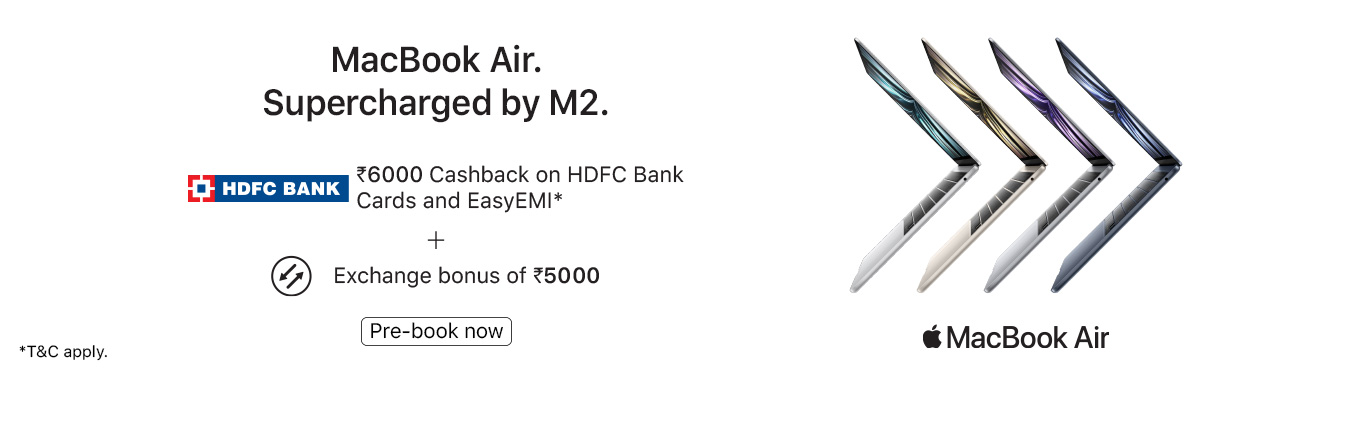 MacBook Air.
Supercharged by M2.
HDFC BANK
₹6000 Cashback on HDFC Bank
Cards and EasyEMI*
+
Exchange bonus of ₹5000
Pre-book now
*T&C apply.
MacBook Air